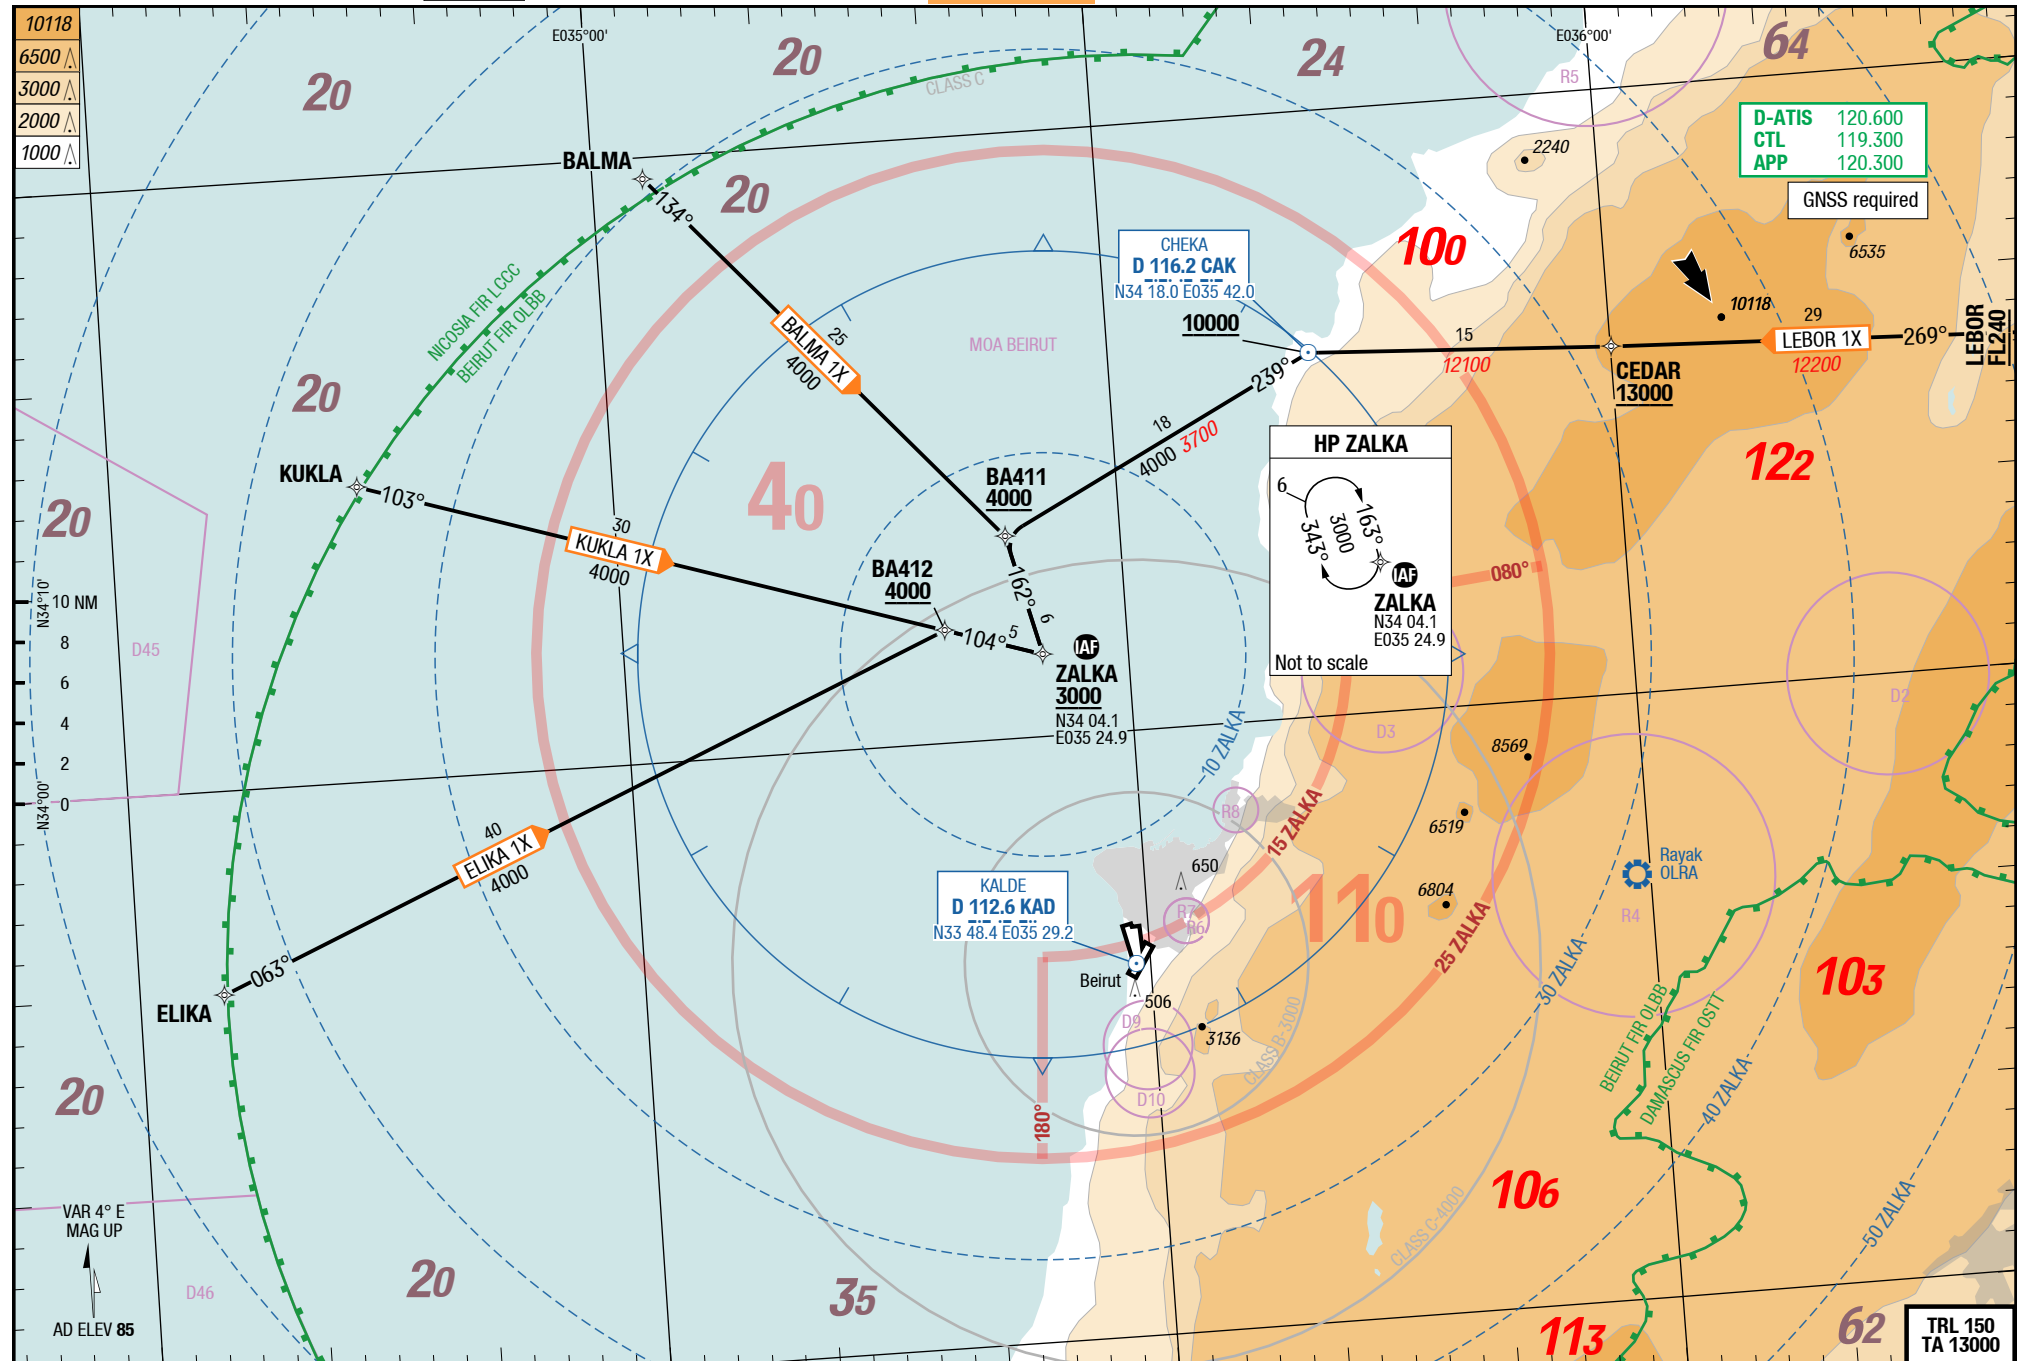 10118
6500
3000
2000
1000
E035°00'
E036°00'
20
20
24
64
CLASS C
R5
D-ATIS 120.600
CTL 119.300
APP 120.300
GNSS required
2240
BALMA
134°
20
100
6535
CHEKA
D 116.2 CAK
N34 18.0 E035 42.0
10000
10118
NICOSIA FIR LCCC
BEIRUT FIR OLBB
25
BALMA 1X
4000
MOA BEIRUT
239°
15
12100
CEDAR
13000
29
LEBOR 1X
12200
269°
LEBOR
FL240
20
18
4000 3700
HP ZALKA
6
163°
3000
343°
IAF
ZALKA
N34 04.1
E035 24.9
Not to scale
122
KUKLA
103°
40
BA411
4000
30
KUKLA 1X
4000
20
BA412
4000
162°
6
080°
N34°10'
10 NM
8
6
4
2
0
N34°00'
D45
104°
5
IAF
ZALKA
3000
N34 04.1
E035 24.9
D2
D3
10 ZALKA
8569
R8
15 ZALKA
6519
40
ELIKA 1X
4000
650
Rayak
OLRA
KALDE
D 112.6 KAD
N33 48.4 E035 29.2
R7
R6
110
6804
R4
25 ZALKA
30 ZALKA
103
063°
ELIKA
Beirut
506
D9
3136
CLASS B-3000
BEIRUT FIR OLBB
DAMASCUS FIR OSTT
20
D10
180°
40 ZALKA
106
VAR 4° E
MAG UP
CLASS C-4000
50 ZALKA
D46
20
35
AD ELEV 85
113
62
TRL 150
TA 13000